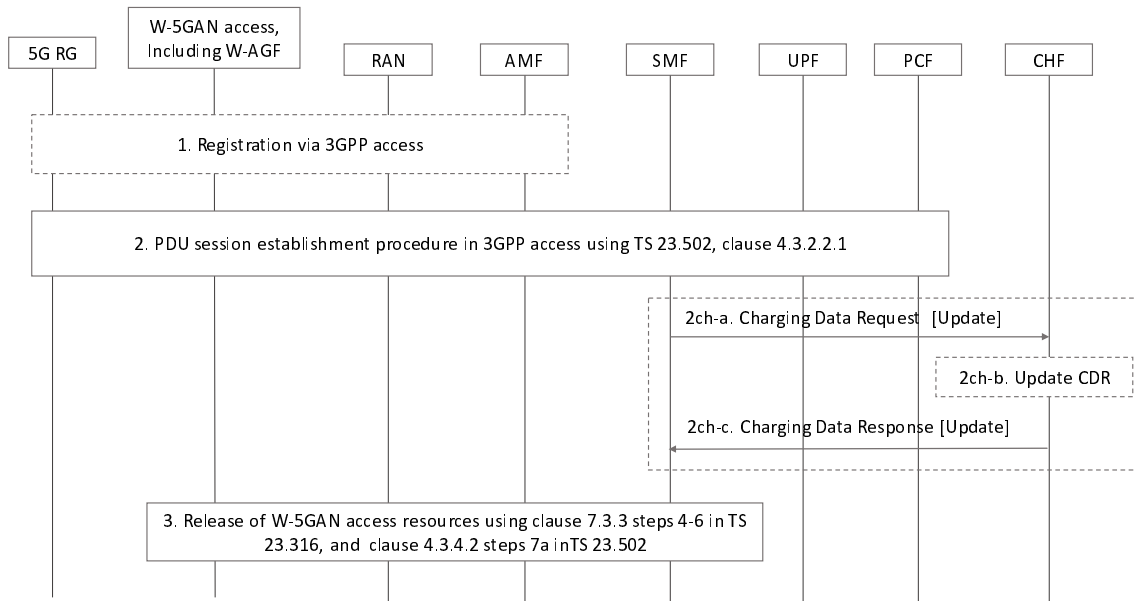 5G RG
W-5GAN access,
Including W-AGF
RAN
AMF
SMF
UPF
PCF
CHF
1. Registration via 3GPP access
2. PDU session establishment procedure in 3GPP access using TS 23.502, clause 4.3.2.2.1
2ch-a. Charging Data Request [Update]
2ch-b. Update CDR
2ch-c. Charging Data Response [Update]
3. Release of W-5GAN access resources using clause 7.3.3 steps 4-6 in TS
23.316, and clause 4.3.4.2 steps 7a inTS 23.502